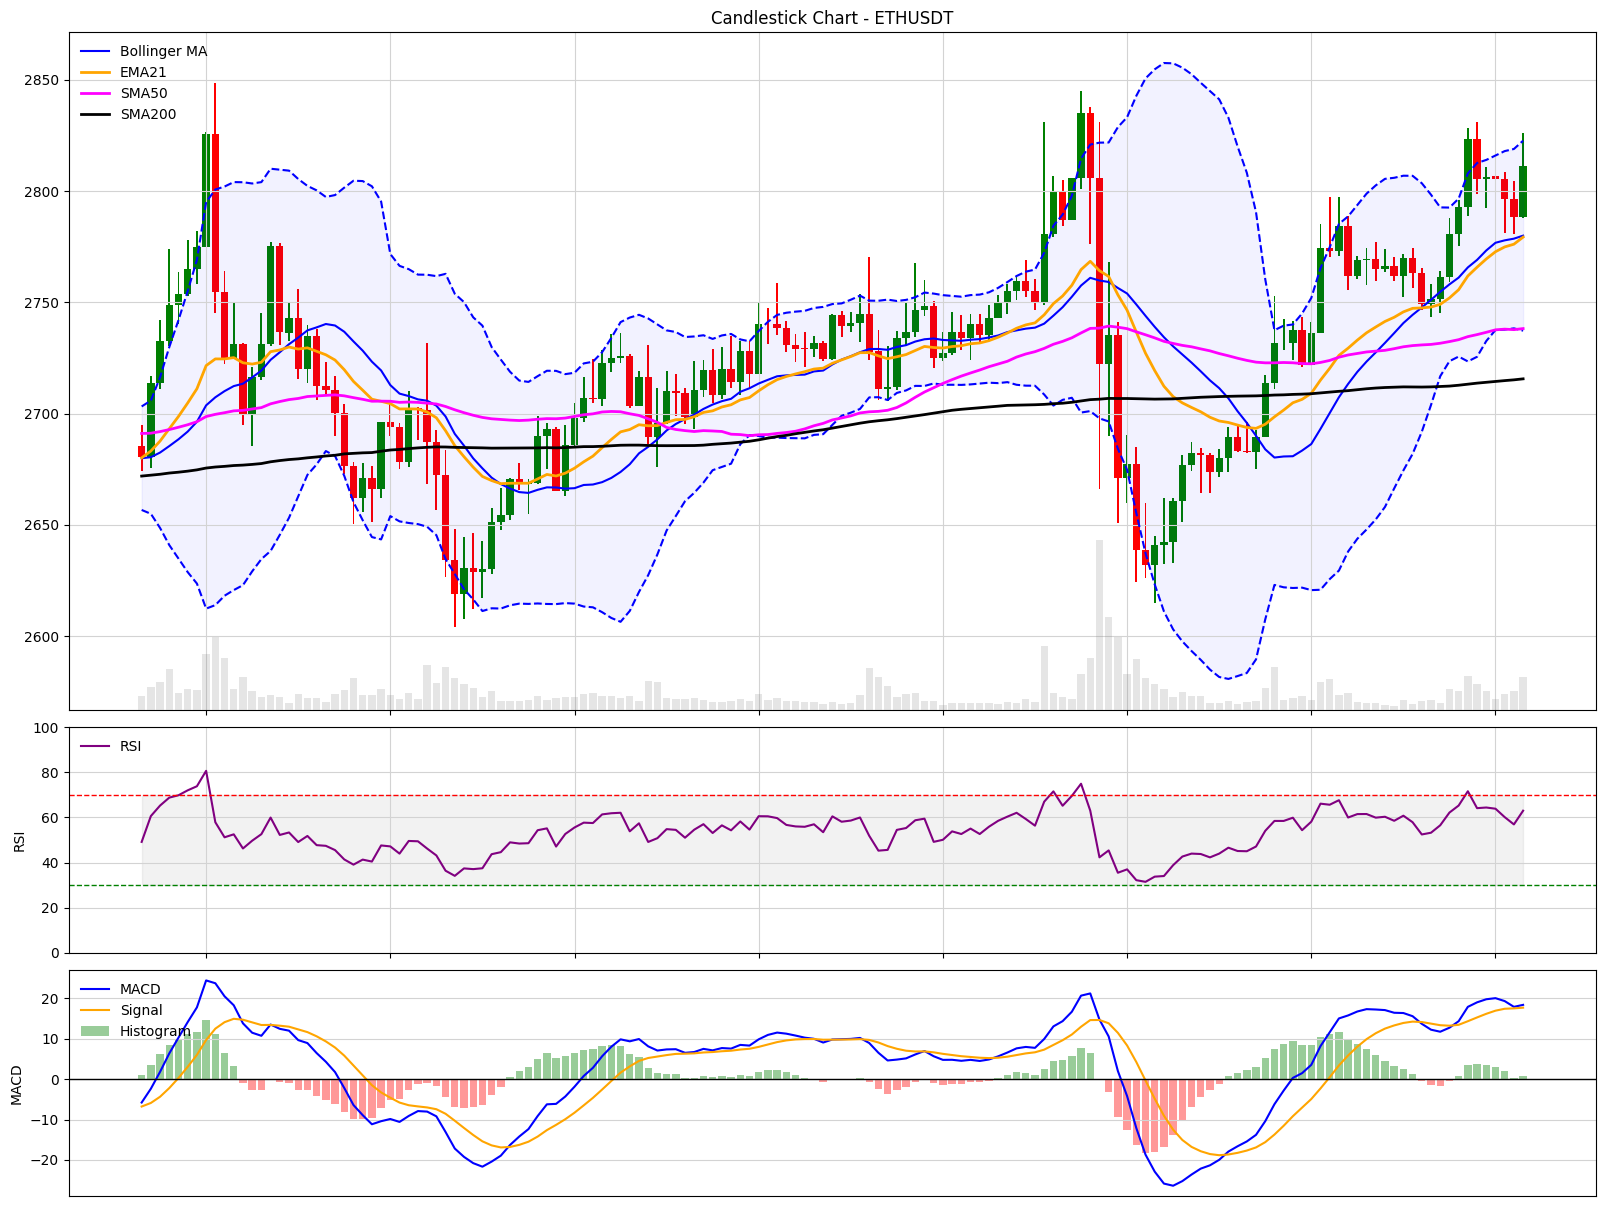 Candlestick Chart - ETHUSDT
Bollinger MA
EMA21
SMA50
SMA200
2850
2800
2750
2700
2650
2600
RSI
100
80
60
40
20
0
RSI
MACD
Signal
Histogram
20
10
0
−10
−20
MACD